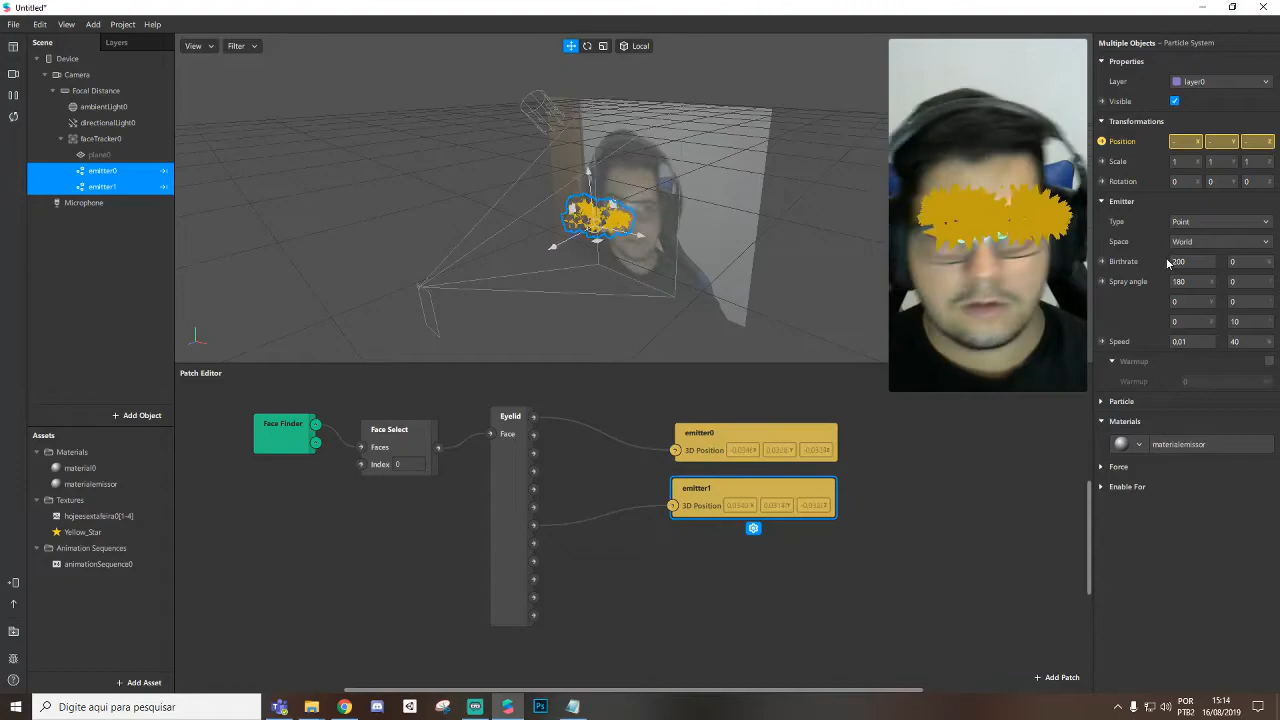 Untitled*
File Edit View Add Project Help
Scene Layers
Device
Camera
Focal Distance
ambientLight0
directionalLight0
faceTracker0
plane0
emitter0
emitter1
Microphone
Add Object
Assets
Materials
material0
materialemissor
Textures
hojeesextafeira0[1-4]
Yellow_Star
Animation Sequences
animationSequence0
Add Asset
View Filter Local
Patch Editor
Face Finder
Face Select
Faces
Index 0
Eyelid
Face
emitter0
3D Position
emitter1
3D Position
Add Patch
Multiple Objects – Particle System
Properties
Layer layer0
Visible
Transformations
Position - X - Y - Z
Scale 1 X 1 Y 1 Z
Rotation 0 X 0 Y 0 Z
Emitter
Type Point
Space World
Birthrate 200 0
Spray angle 180 0
0 0
0 10
Speed 0,01 40
Warmup
Warmup 0
Particle
Materials
materialemissor
Force
Enable For
Digite aqui para pesquisar
POR
PTB2
15:14
16/08/2019